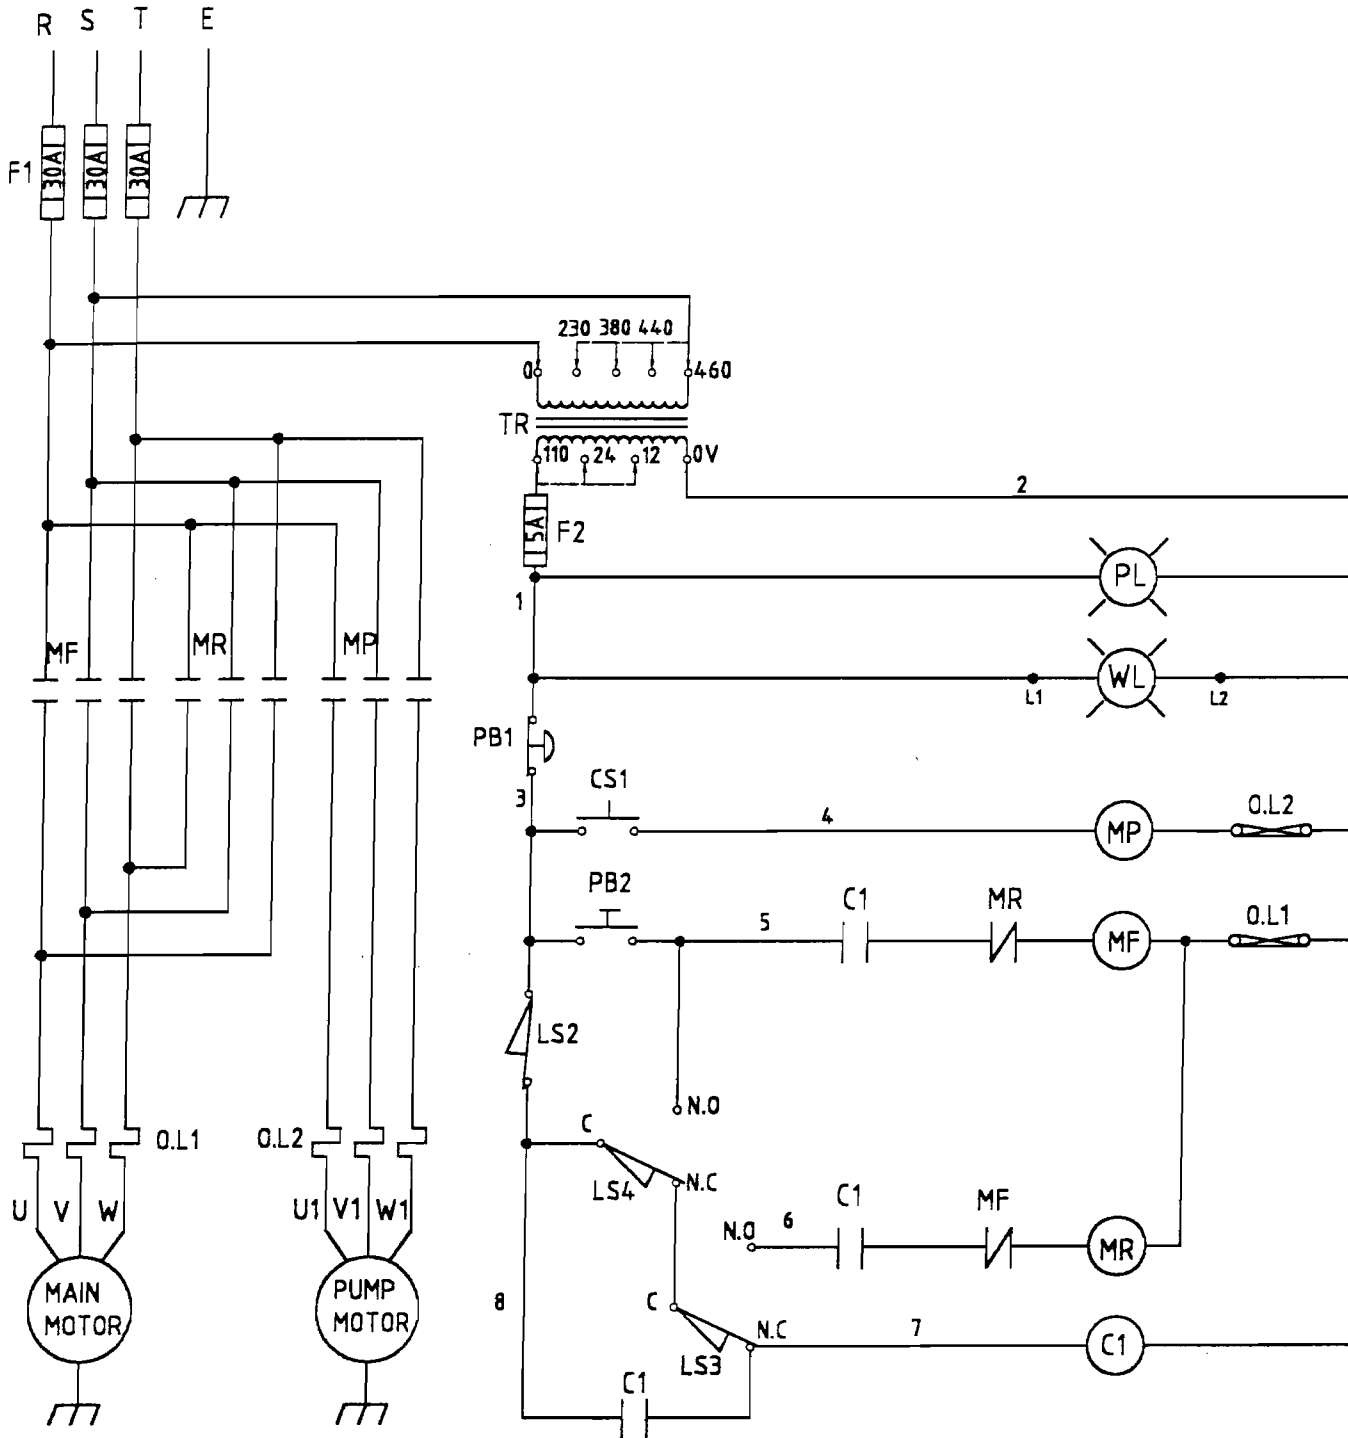 R S T E
F1 30A 30A 30A
230 380 440
0 460
TR
110 24 12 0V
2
5A F2
PL
1
MF MR MP
WL
L1 L2
PB1
CS1
3
4
O.L2
MP
PB2
C1 MR
5
O.L1
MF
LS2
N.O
C
O.L1 O.L2
N.C
LS4
C1 MF
U V W U1 V1 W1
N.O 6
MR
MAIN
MOTOR
PUMP
MOTOR
8
C
N.C
7
C1
LS3
C1